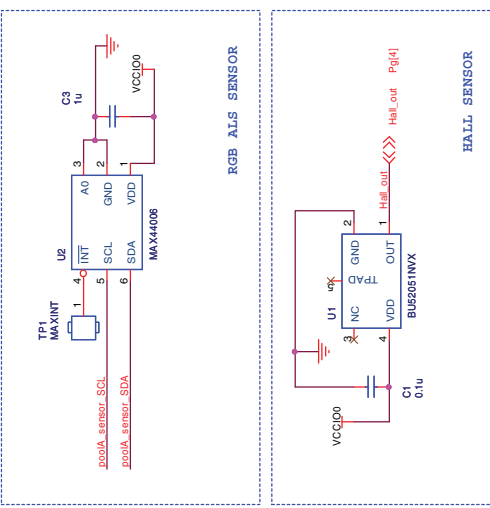 C3
1u
VCCIO0
3
2
1
A0
GND
VDD
U2
INT
SCL
SDA
MAX44006
4
5
6
1
TP1
MAXINT
poolA_sensor_SCL
poolA_sensor_SDA
RGB ALS SENSOR
Hall_out Pg[4]
Hall_out
2
1
GND
OUT
TPAD
5
U1
NC
VDD
BU52051NVX
3
4
C1
0.1u
VCCIO0
HALL SENSOR